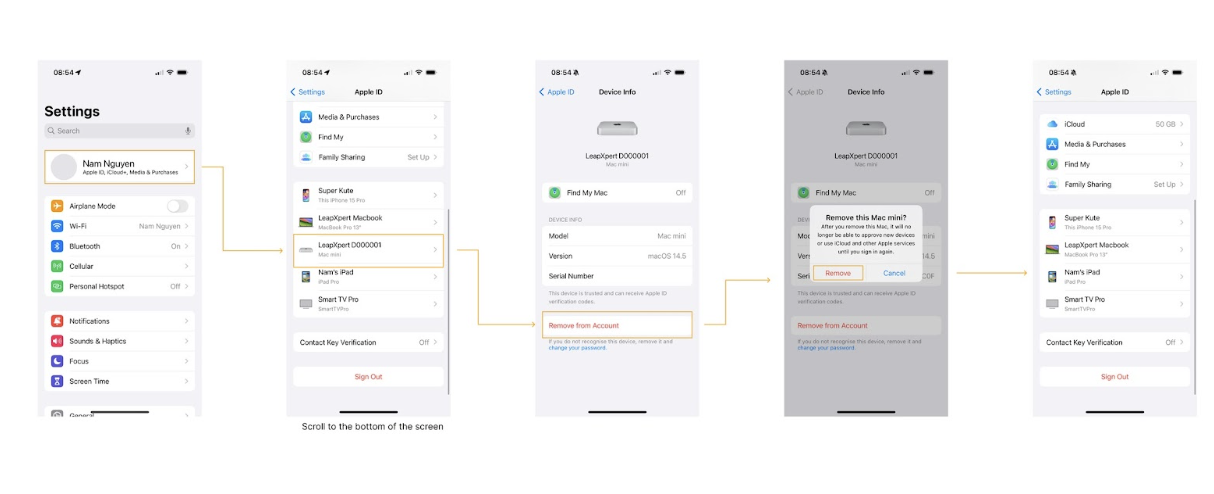 08:54
Settings
Search
Nam Nguyen
Apple ID, iCloud+, Media & Purchases
Airplane Mode
Wi-Fi
Nam Nguyen
Bluetooth
On
Cellular
Personal Hotspot
Off
Notifications
Sounds & Haptics
Focus
Screen Time
General
08:54
Settings
Apple ID
Media & Purchases
Find My
Family Sharing
Set Up
Super Kute
This iPhone 15 Pro
LeapXpert Macbook
MacBook Pro 13"
LeapXpert D000001
Mac mini
Nam's iPad
iPad Pro
Smart TV Pro
SmartTVPro
Contact Key Verification
Off
Sign Out
Scroll to the bottom of the screen
08:54
Apple ID
Device Info
LeapXpert D000001
Mac mini
Find My Mac
Off
DEVICE INFO
Model
Mac mini
Version
macOS 14.5
Serial Number
This device is trusted and can receive Apple ID
verification codes.
Remove from Account
If you do not recognise this device, remove it and
change your password.
08:54
Apple ID
Device Info
LeapXpert D000001
Mac mini
Find My Mac
Off
Remove this Mac mini?
After you remove this Mac, it will no
longer be able to approve new devices
or use iCloud and other Apple services
until you sign in again.
Remove
Cancel
This device is trusted and can receive Apple ID
verification codes.
Remove from Account
If you do not recognise this device, remove it and
change your password.
08:54
Settings
Apple ID
iCloud
50 GB
Media & Purchases
Find My
Family Sharing
Set Up
Super Kute
This iPhone 15 Pro
LeapXpert Macbook
MacBook Pro 13"
Nam's iPad
iPad Pro
Smart TV Pro
SmartTVPro
Contact Key Verification
Off
Sign Out